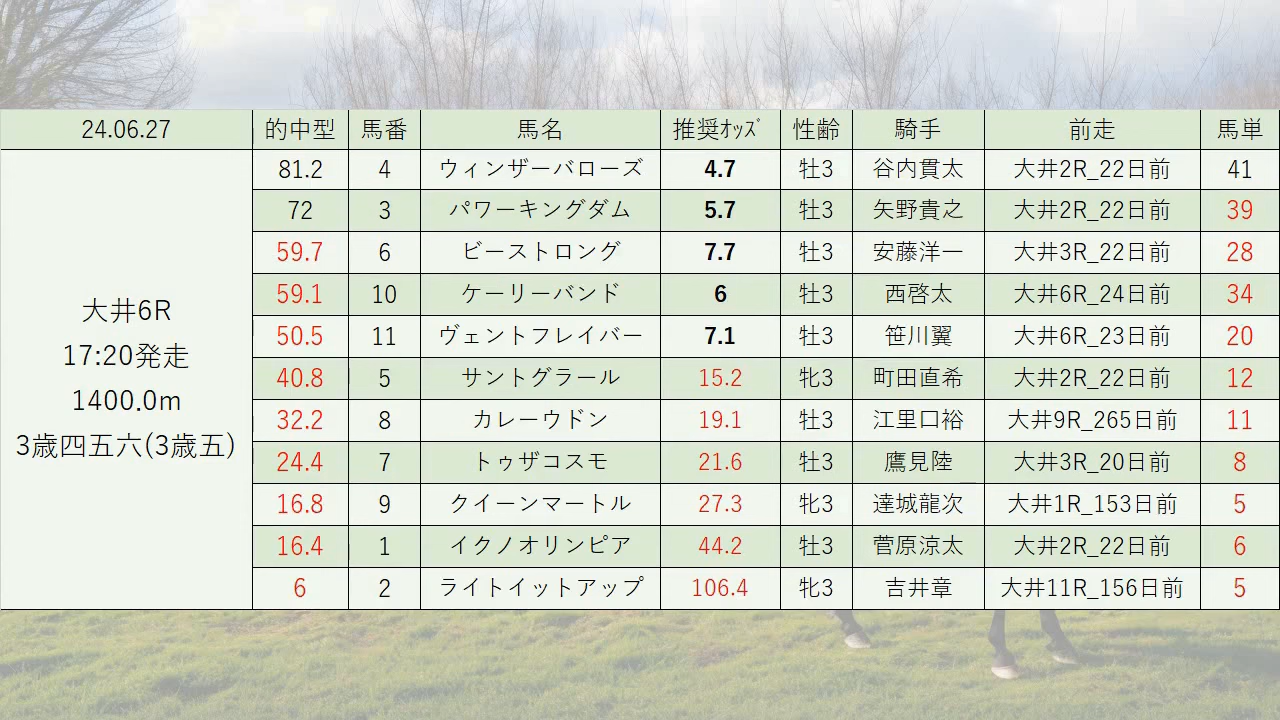 24.06.27 的中型 馬番 馬名 推奨ｵｯｽﾞ 性齢 騎手 前走 馬単
大井6R
17:20発走
1400.0m
3歳四五六(3歳五)
81.2 4 ウィンザーバローズ 4.7 牡3 谷内貫太 大井2R_22日前 41
72 3 パワーキングダム 5.7 牡3 矢野貴之 大井2R_22日前 39
59.7 6 ビーストロング 7.7 牡3 安藤洋一 大井3R_22日前 28
59.1 10 ケーリーバンド 6 牡3 西啓太 大井6R_24日前 34
50.5 11 ヴェントフレイバー 7.1 牡3 笹川翼 大井6R_23日前 20
40.8 5 サントグラール 15.2 牝3 町田直希 大井2R_22日前 12
32.2 8 カレーウドン 19.1 牡3 江里口裕 大井9R_265日前 11
24.4 7 トゥザコスモ 21.6 牡3 鷹見陸 大井3R_20日前 8
16.8 9 クイーンマートル 27.3 牝3 達城龍次 大井1R_153日前 5
16.4 1 イクノオリンピア 44.2 牡3 菅原涼太 大井2R_22日前 6
6 2 ライトイットアップ 106.4 牝3 吉井章 大井11R_156日前 5